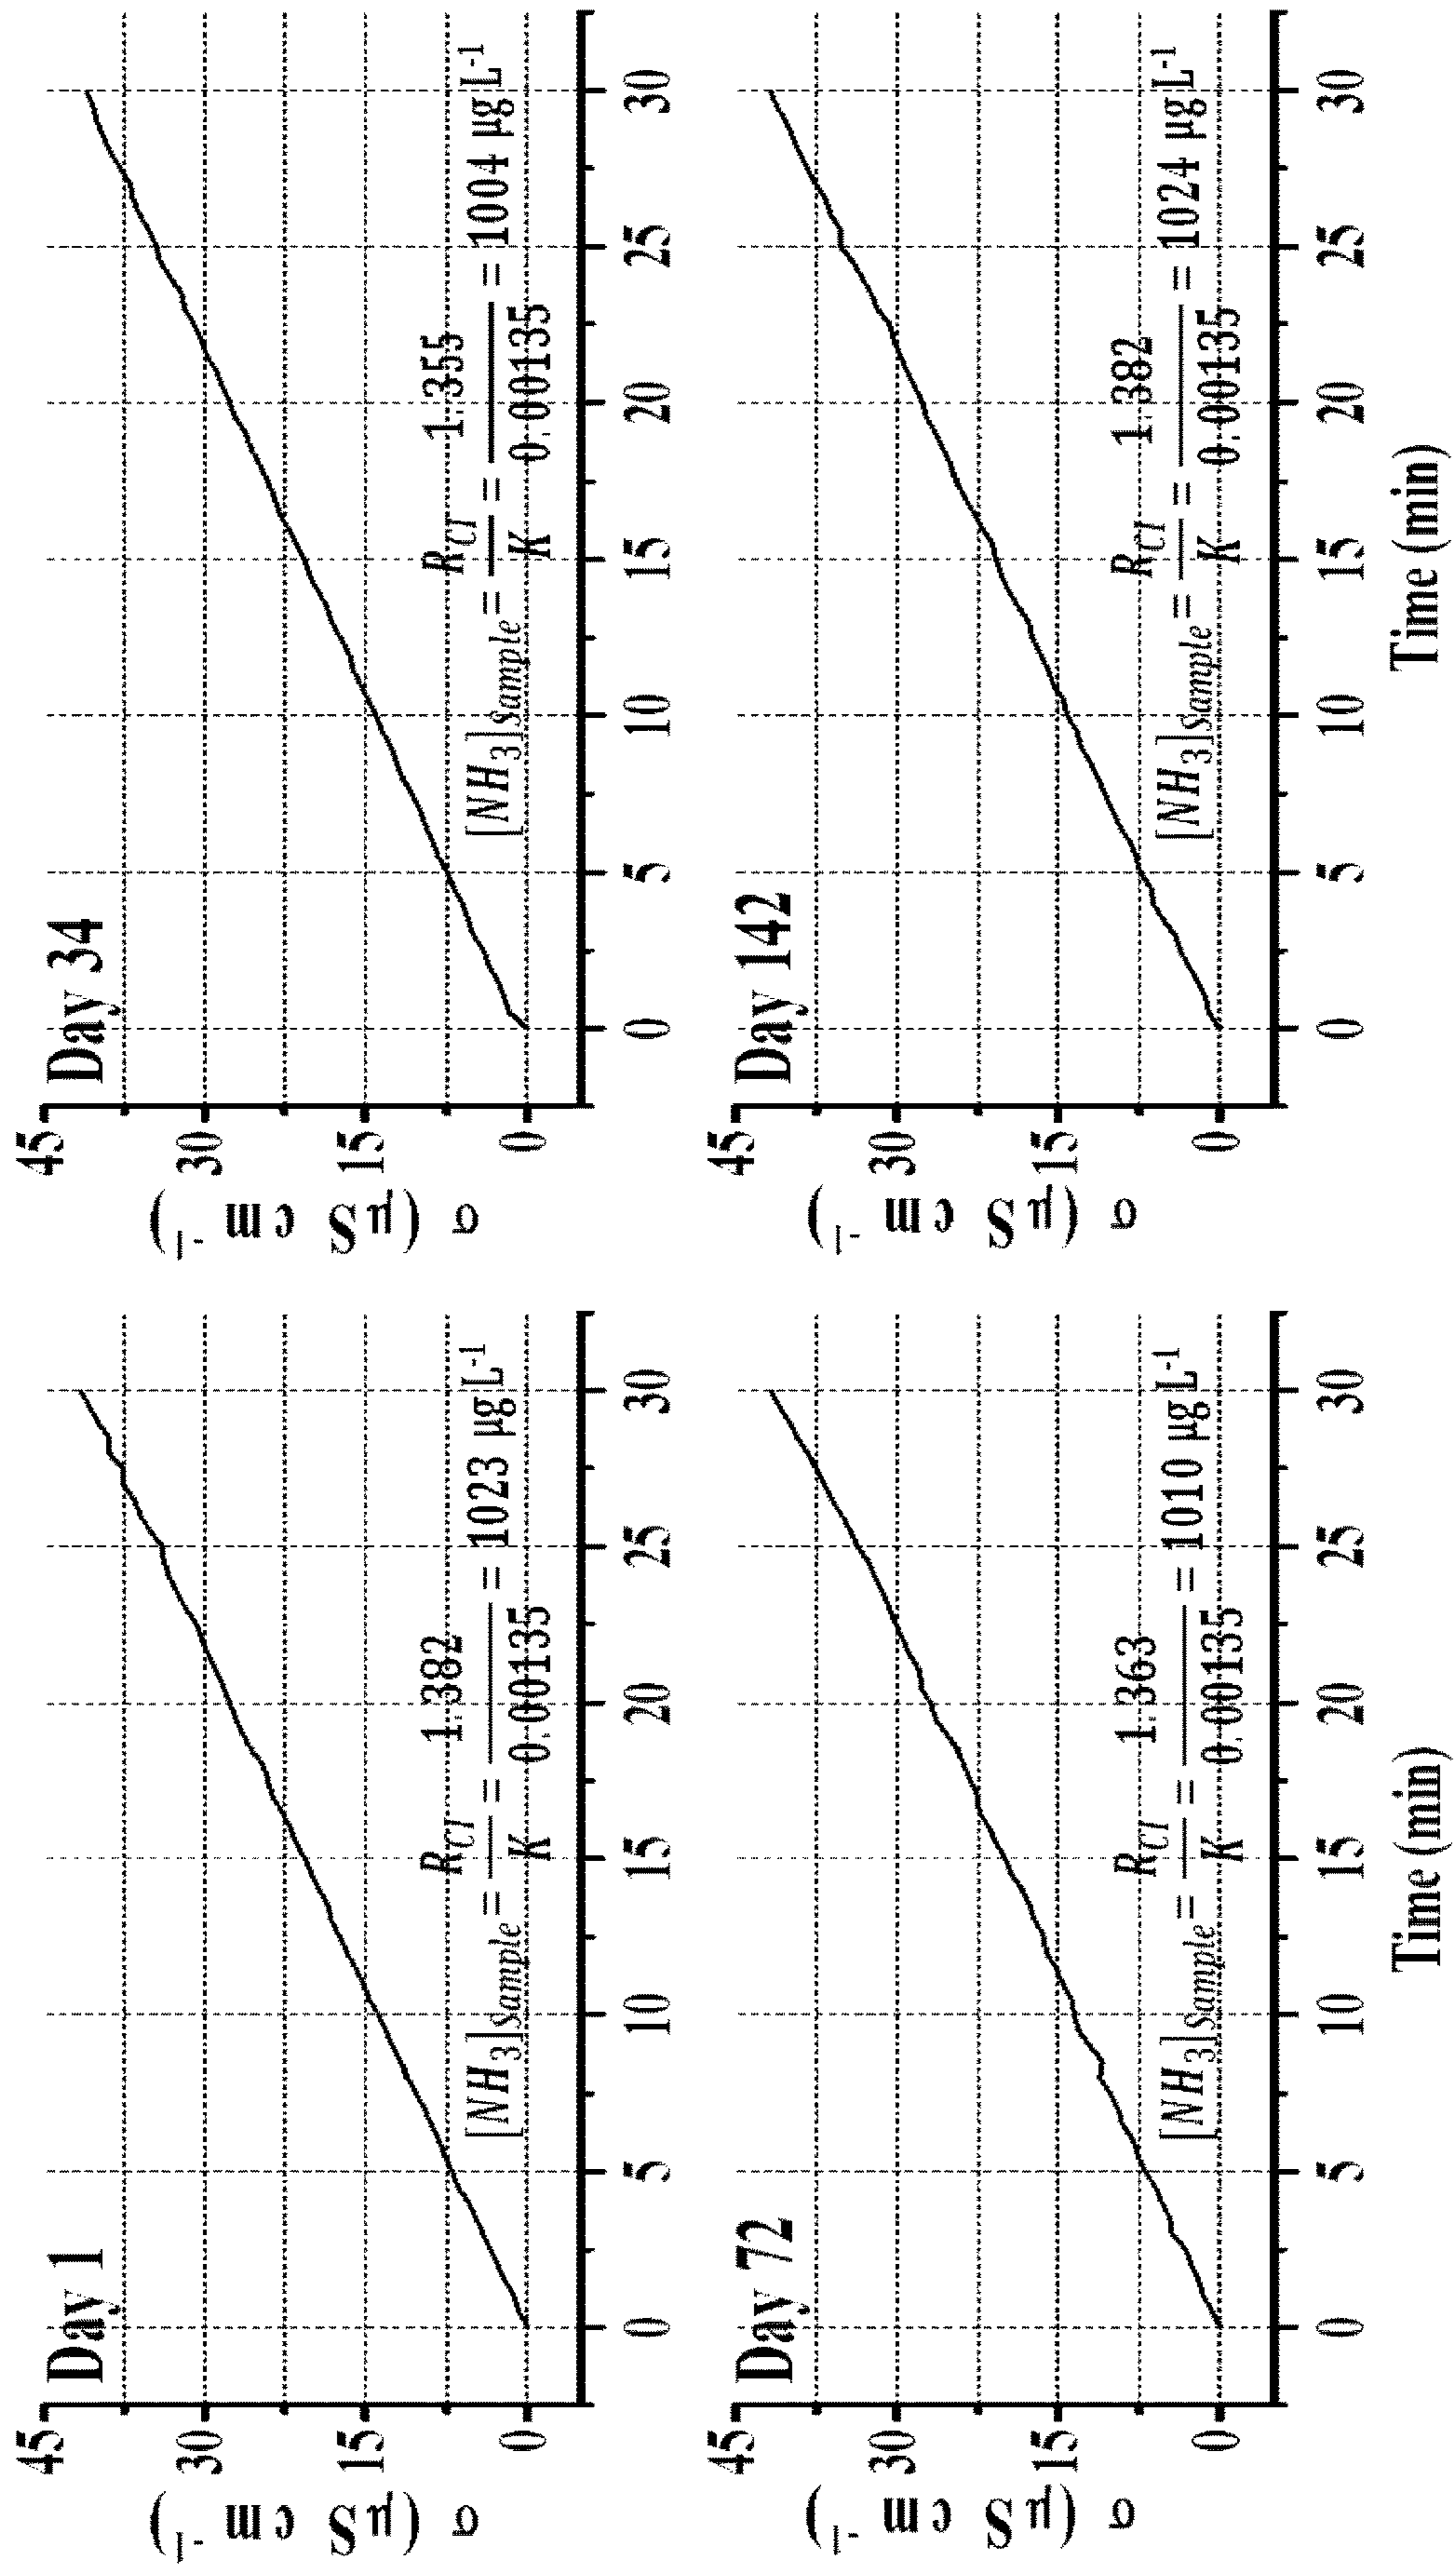 Day 1
σ (μS cm-1)
45
30
15
0
[NH3]Sample = RCI / K = 1.382 / 0.00135 = 1023 μg L-1
0 5 10 15 20 25 30
Day 34
σ (μS cm-1)
45
30
15
0
[NH3]Sample = RCI / K = 1.355 / 0.00135 = 1004 μg L-1
0 5 10 15 20 25 30
Day 72
σ (μS cm-1)
45
30
15
0
[NH3]Sample = RCI / K = 1.363 / 0.00135 = 1010 μg L-1
0 5 10 15 20 25 30
Time (min)
Day 142
σ (μS cm-1)
45
30
15
0
[NH3]Sample = RCI / K = 1.382 / 0.00135 = 1024 μg L-1
0 5 10 15 20 25 30
Time (min)